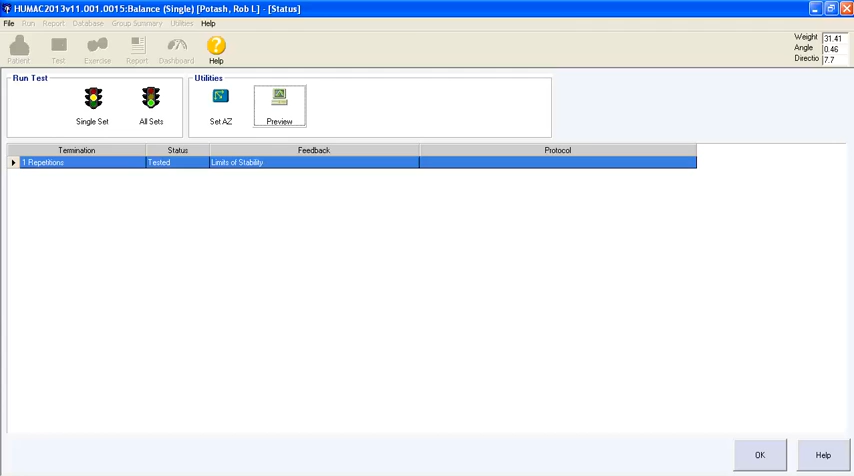 HUMAC2013v11.001.0015:Balance (Single) [Potash, Rob L] - [Status]
File Run Report Database Group Summary Utilities Help
Patient Test Exercise Report Dashboard Help
Weight 31.41
Angle 0.46
Directio 7.7
Run Test
Utilities
Single Set All Sets Set AZ Preview
Termination Status Feedback Protocol
1 Repetitions Tested Limits of Stability
OK Help